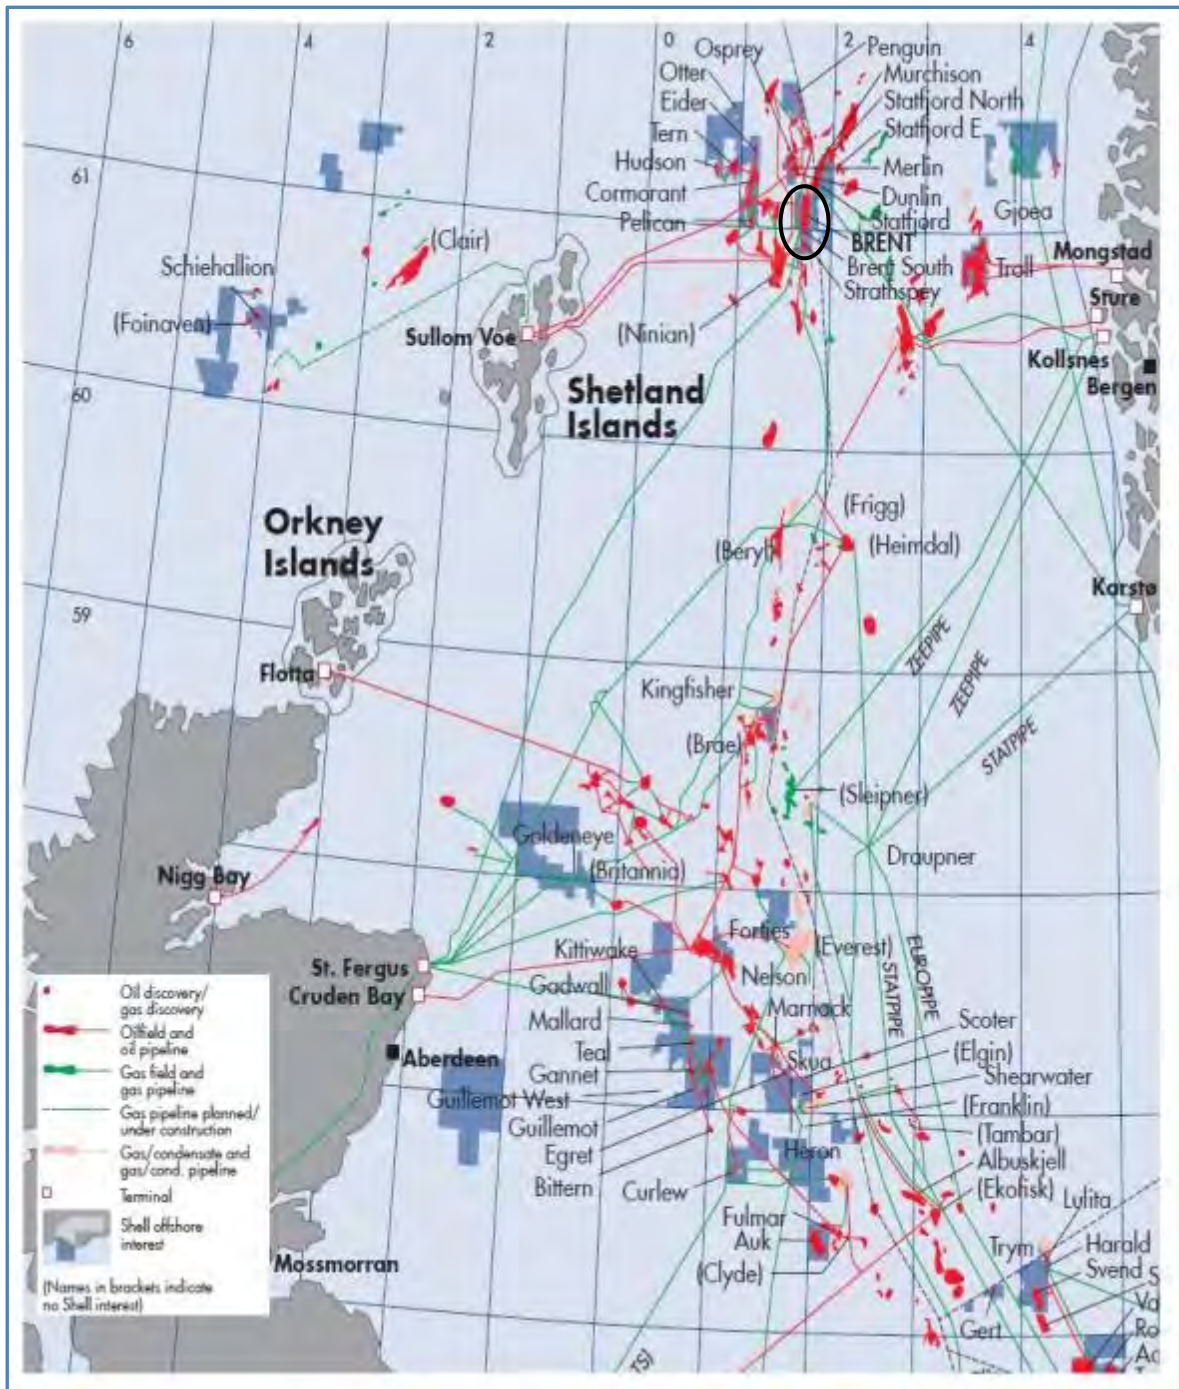 6
4
2
0
2
4
Osprey
Penguin
Otter
Murchison
Eider
Statfjord North
Tern
Statfjord E
Hudson
Merlin
61
Cormorant
Dunlin
Pelican
Statfjord
Gjoea
(Clair)
BRENT
Mongstad
Schiehallion
Brent South
Troll
Strathspey
Sture
(Foinaven)
Sullom Voe
(Ninian)
Kollsnes
Bergen
60
Shetland
Islands
(Frigg)
Orkney
Islands
(Beryl)
(Heimdal)
Karstø
59
ZEEPIPE
Flotta
Kingfisher
ZEEPIPE
(Brae)
STATPIPE
(Sleipner)
Goldeneye
Draupner
Nigg Bay
(Britannia)
Forties
(Everest)
Kittiwake
EUROPIPE
St. Fergus
Nelson
STATPIPE
Gadwall
Cruden Bay
Marnack
Mallard
Scoter
Teal
(Elgin)
Aberdeen
Skua
Gannet
Shearwater
Guillemot West
(Franklin)
Guillemot
(Tambar)
Egret
Heron
Albuskjell
Bittern
Curlew
(Ekofisk)
Lulita
Fulmar
Auk
Trym
Harald
(Clyde)
Svend
Mossmorran
Gert
Oil discovery/
gas discovery
Oilfield and
oil pipeline
Gas field and
gas pipeline
Gas pipeline planned/
under construction
Gas/condensate and
gas/cond. pipeline
Terminal
Shell offshore
interest
(Names in brackets indicate
no Shell interest)